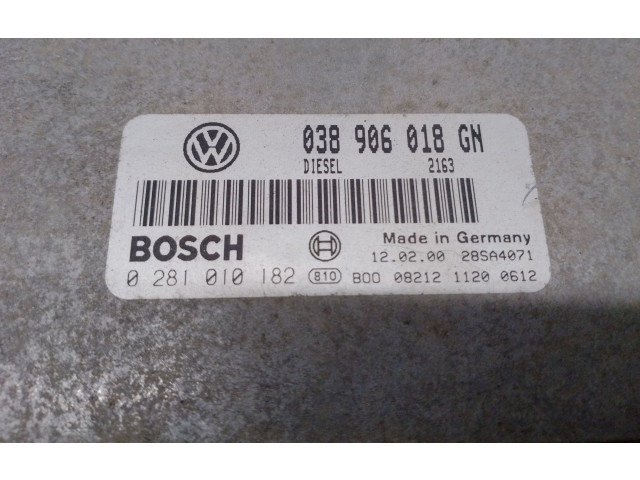 038 906 018 GN
DIESEL 2163
BOSCH Made in Germany
12.02.00 28SA4071
0 281 010 182 810 B00 08212 1120 0612